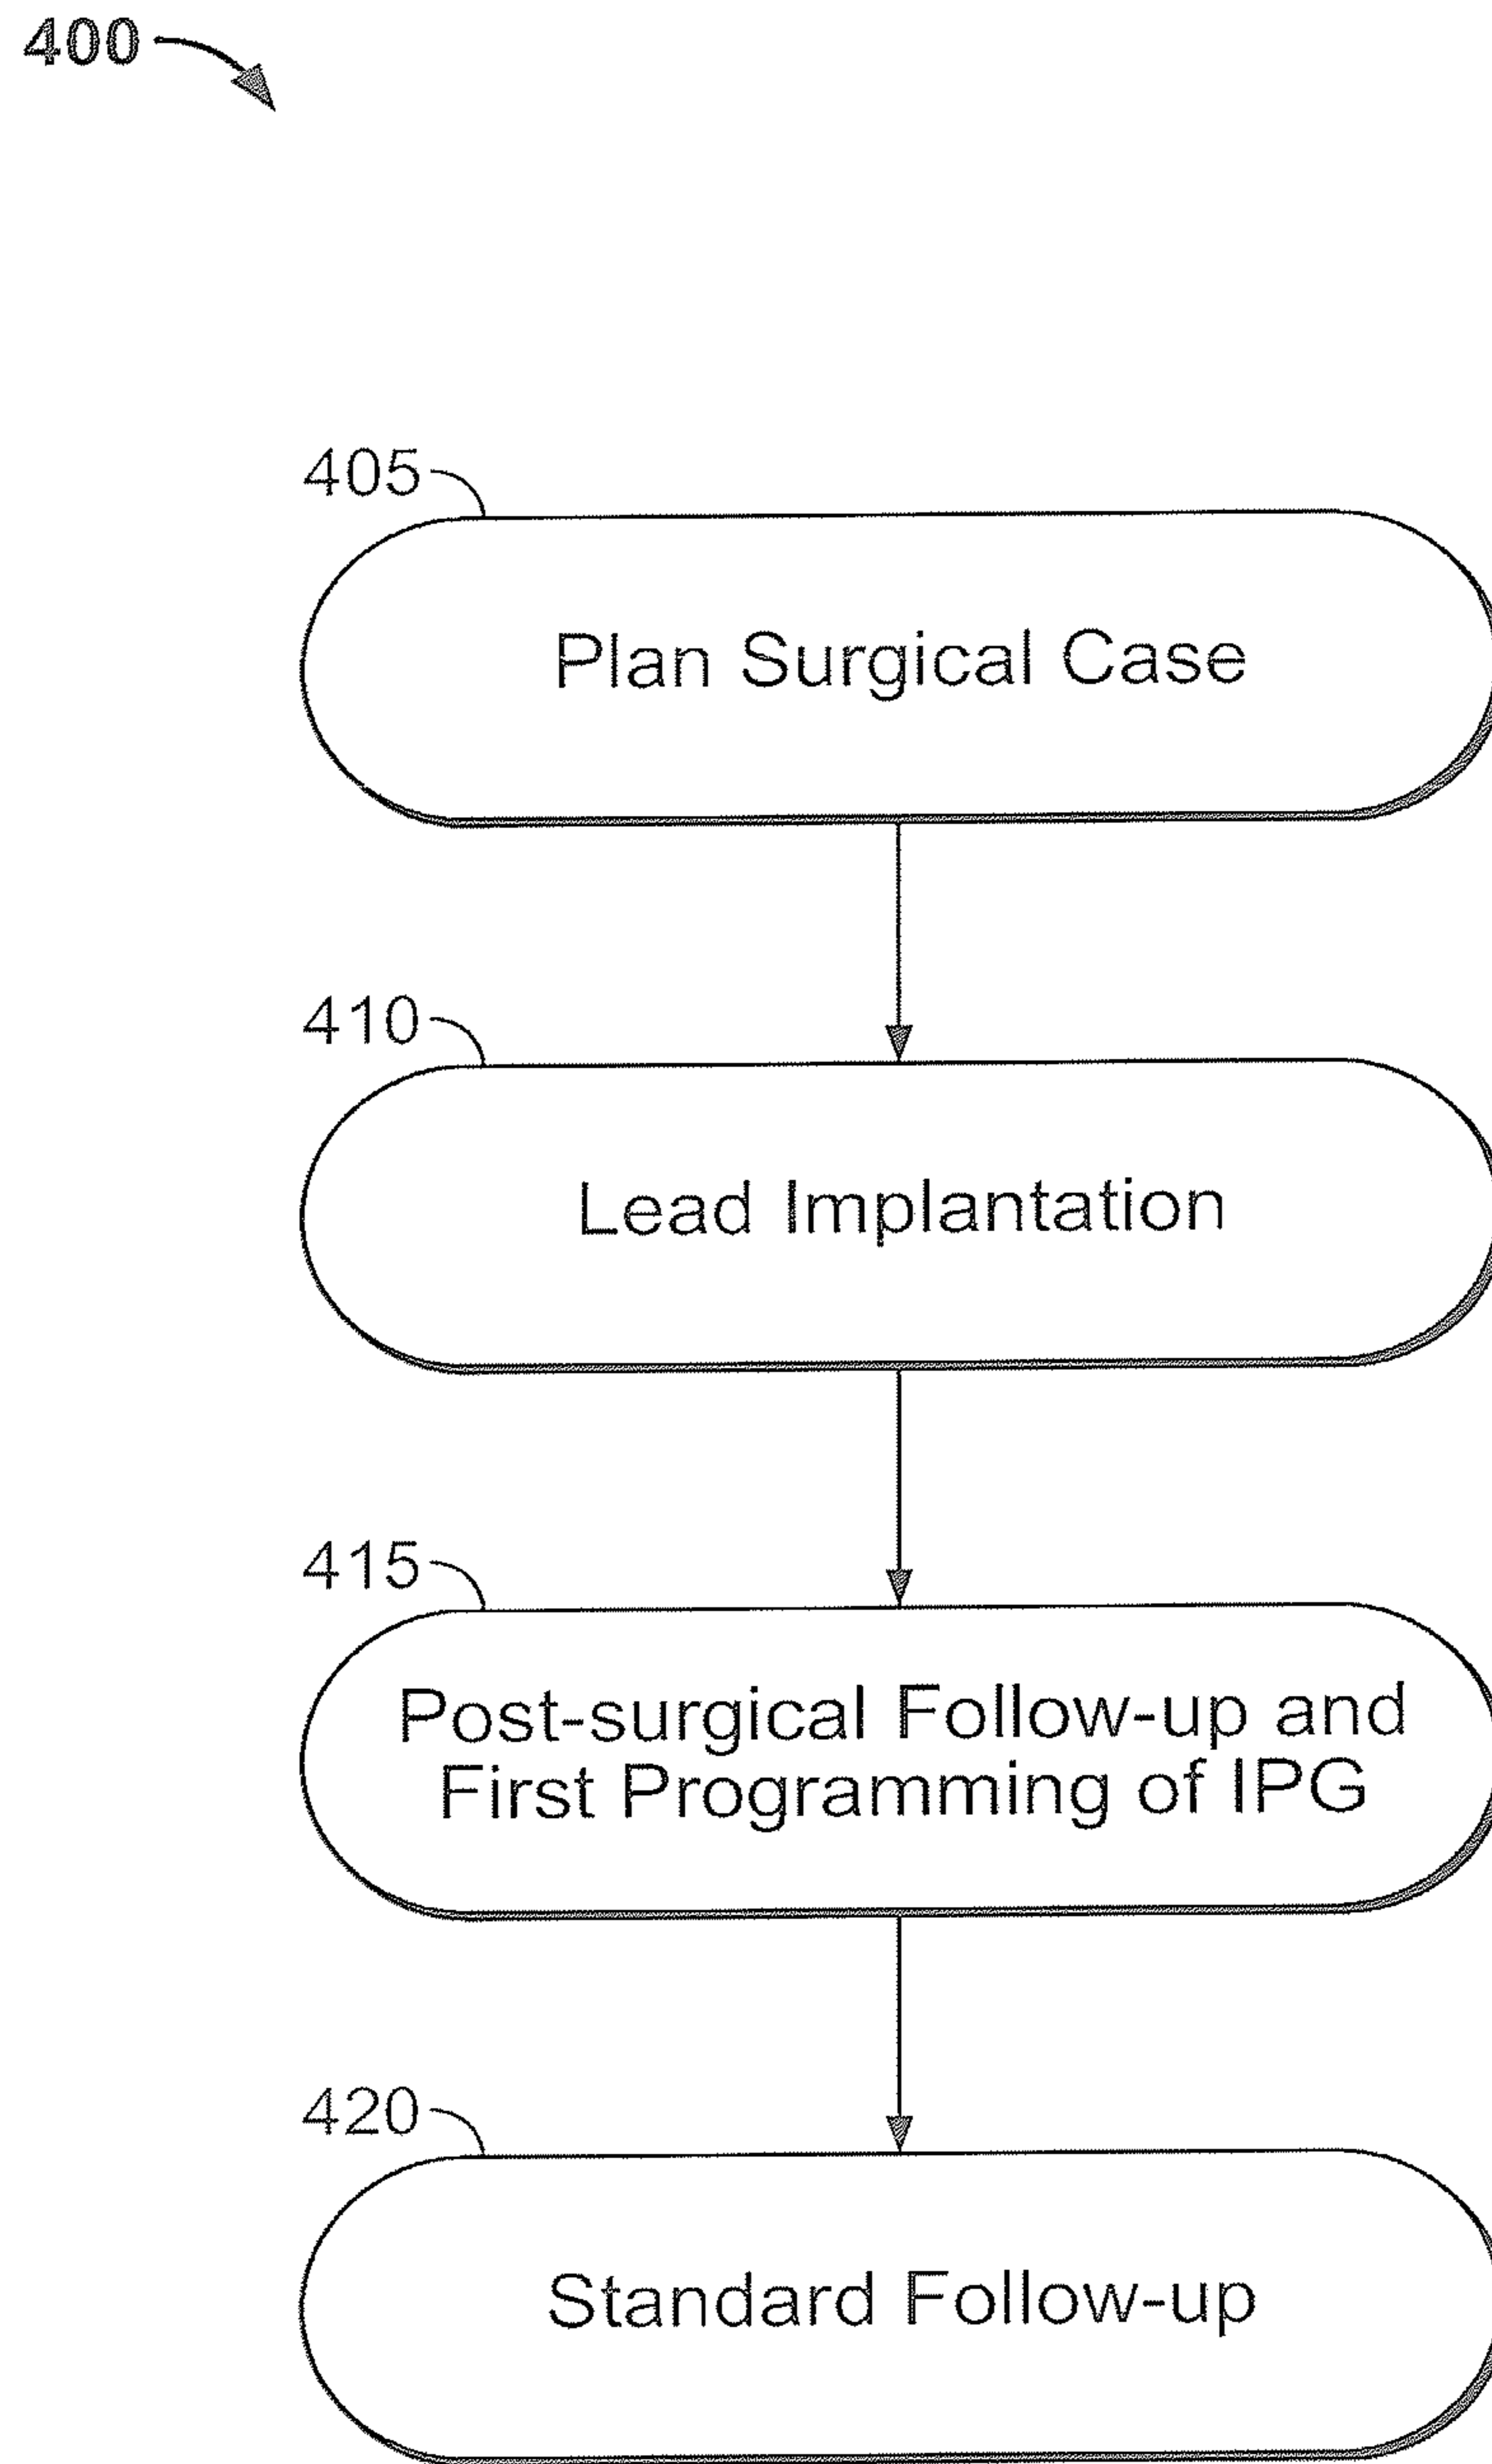 400
405
Plan Surgical Case
410
Lead Implantation
415
Post-surgical Follow-up and
First Programming of IPG
420
Standard Follow-up